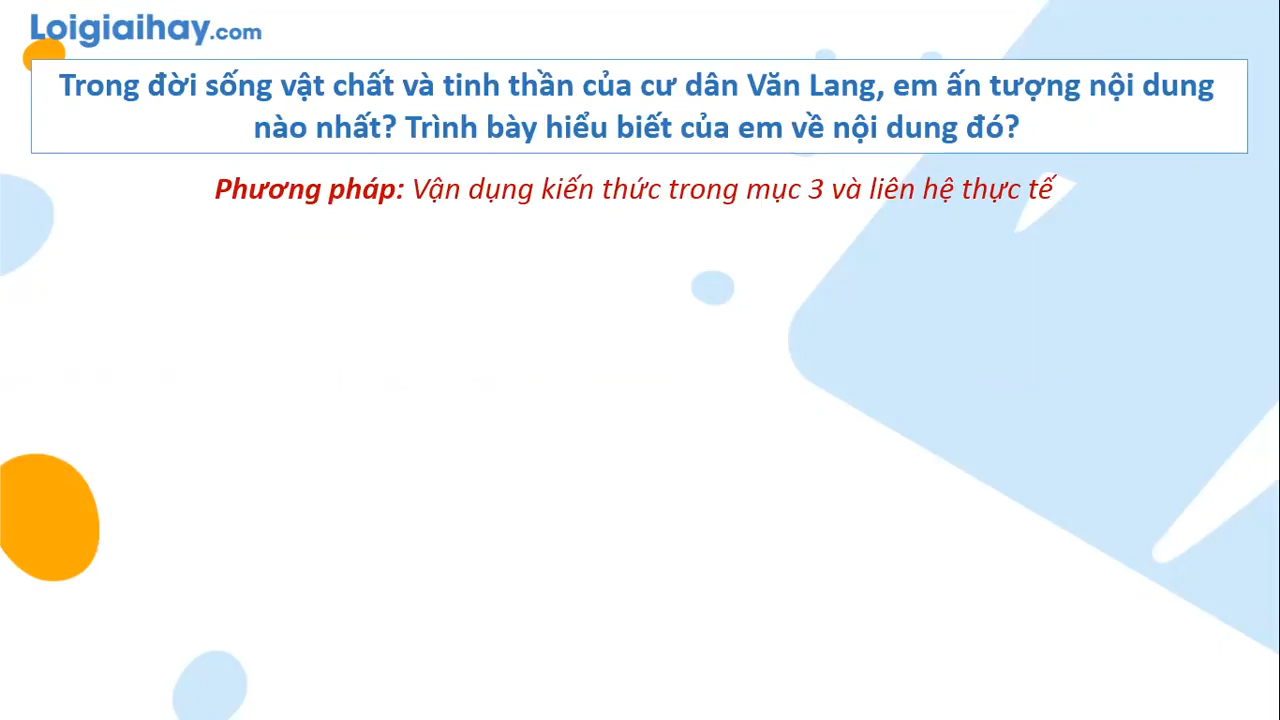 Loigiaihay.com
Trong đời sống vật chất và tinh thần của cư dân Văn Lang, em ấn tượng nội dung
nào nhất? Trình bày hiểu biết của em về nội dung đó?
Phương pháp: Vận dụng kiến thức trong mục 3 và liên hệ thực tế